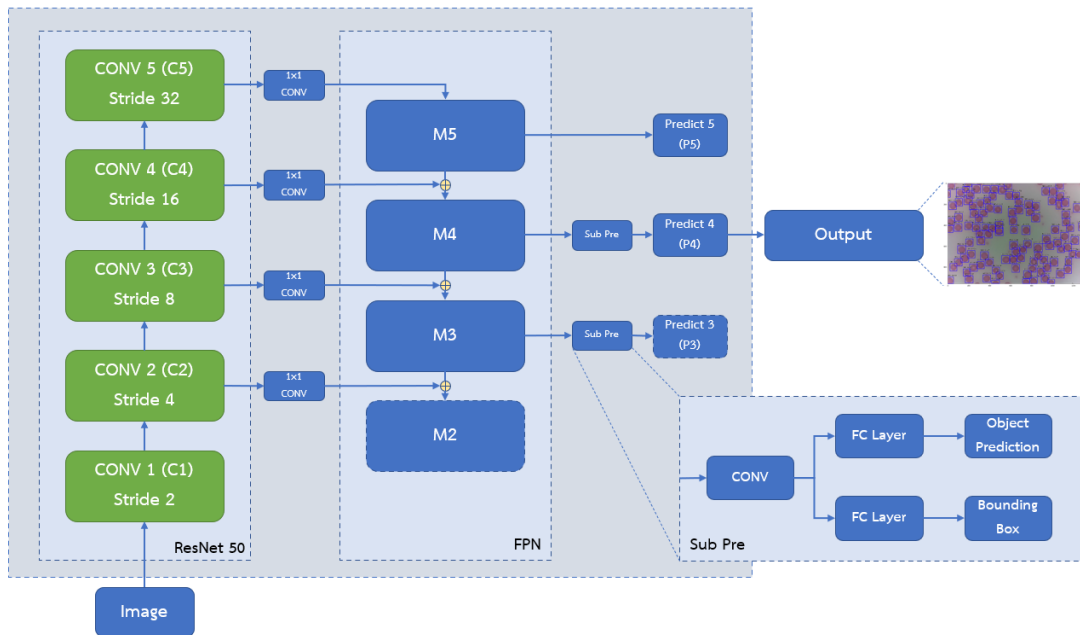 CONV 5 (C5)
Stride 32
CONV 4 (C4)
Stride 16
CONV 3 (C3)
Stride 8
CONV 2 (C2)
Stride 4
CONV 1 (C1)
Stride 2
ResNet 50
Image
1×1
CONV
1×1
CONV
1×1
CONV
1×1
CONV
M5
M4
M3
M2
FPN
Sub Pre
Sub Pre
Predict 5
(P5)
Predict 4
(P4)
Predict 3
(P3)
Output
CONV
FC Layer
Object
Prediction
FC Layer
Bounding
Box
Sub Pre